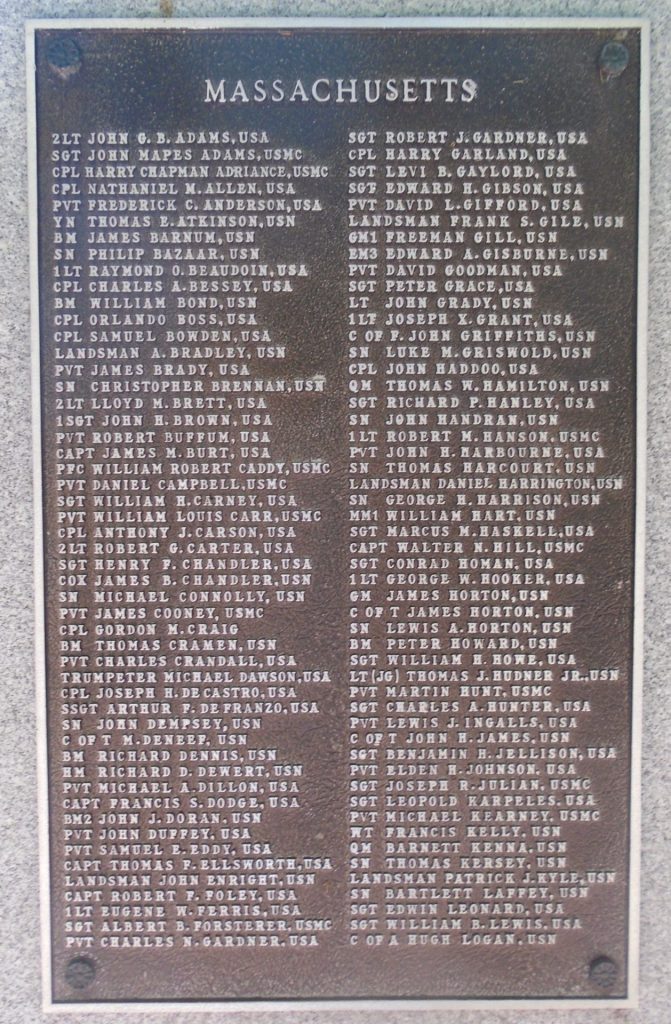 MASSACHUSETTS
2LT JOHN G. B. ADAMS, USA
SGT JOHN MAPES ADAMS, USMC
CPL HARRY CHAPMAN ADRIANCE, USMC
CPL NATHANIEL M. ALLEN, USA
PVT FREDERICK C. ANDERSON, USA
YN THOMAS E. ATKINSON, USN
BM JAMES BARNUM, USN
SN PHILIP BAZAAR, USN
1LT RAYMOND O. BEAUDOIN, USA
CPL CHARLES A. BESSEY, USA
BM WILLIAM BOND, USN
CPL ORLANDO BOSS, USA
CPL SAMUEL BOWDEN, USA
LANDSMAN A. BRADLEY, USN
PVT JAMES BRADY, USA
SN CHRISTOPHER BRENNAN, USN
2LT LLOYD M. BRETT, USA
1SGT JOHN H. BROWN, USA
PVT ROBERT BUFFUM, USA
CAPT JAMES M. BURT, USA
PFC WILLIAM ROBERT CADDY, USMC
PVT DANIEL CAMPBELL, USMC
SGT WILLIAM H. CARNEY, USA
PVT WILLIAM LOUIS CARR, USMC
CPL ANTHONY J. CARSON, USA
2LT ROBERT G. CARTER, USA
SGT HENRY F. CHANDLER, USA
COX JAMES B. CHANDLER, USN
SN MICHAEL CONNOLLY, USN
PVT JAMES COONEY, USMC
CPL GORDON M. CRAIG
BM THOMAS CRAMEN, USN
PVT CHARLES CRANDALL, USA
TRUMPETER MICHAEL DAWSON, USA
CPL JOSEPH H. DE CASTRO, USA
SSGT ARTHUR F. DE FRANZO, USA
SN JOHN DEMPSEY, USN
C OF T M. DENEEF, USN
BM RICHARD DENNIS, USN
HM RICHARD D. DEWERT, USN
PVT MICHAEL A. DILLON, USA
CAPT FRANCIS S. DODGE, USA
BM2 JOHN J. DORAN, USN
PVT JOHN DUFFEY, USA
PVT SAMUEL E. EDDY, USA
CAPT THOMAS F. ELLSWORTH, USA
LANDSMAN JOHN ENRIGHT, USN
CAPT ROBERT F. FOLEY, USA
1LT EUGENE W. FERRIS, USA
SGT ALBERT B. FORSTERER, USMC
PVT CHARLES N. GARDNER, USA
SGT ROBERT J. GARDNER, USA
CPL HARRY GARLAND, USA
SGT LEVI B. GAYLORD, USA
SGT EDWARD H. GIBSON, USA
PVT DAVID L. GIFFORD, USA
LANDSMAN FRANK S. GILE, USN
GM1 FREEMAN GILL, USN
EM3 EDWARD A. GISBURNE, USN
PVT DAVID GOODMAN, USA
SGT PETER GRACE, USA
LT JOHN GRADY, USN
1LT JOSEPH X. GRANT, USA
C OF F. JOHN GRIFFITHS, USN
SN LUKE M. GRISWOLD, USN
CPL JOHN HADDOO, USA
QM THOMAS W. HAMILTON, USN
SGT RICHARD P. HANLEY, USA
SN JOHN HANDRAN, USN
1LT ROBERT M. HANSON, USMC
PVT JOHN H. HARBOURNE, USA
SN THOMAS HARCOURT, USN
LANDSMAN DANIEL HARRINGTON, USN
SN GEORGE H. HARRISON, USN
MM1 WILLIAM HART, USN
SGT MARCUS M. HASKELL, USA
CAPT WALTER N. HILL, USMC
SGT CONRAD HOMAN, USA
1LT GEORGE W. HOOKER, USA
GM JAMES HORTON, USN
C OF T JAMES HORTON, USN
SN LEWIS A. HORTON, USN
BM PETER HOWARD, USN
SGT WILLIAM H. HOWE, USA
LT (JG) THOMAS J. HUDNER JR., USN
PVT MARTIN HUNT, USMC
SGT CHARLES A. HUNTER, USA
PVT LEWIS J. INGALLS, USA
C OF T JOHN H. JAMES, USN
SGT BENJAMIN H. JELLISON, USA
PVT ELDEN H. JOHNSON, USA
SGT JOSEPH R. JULIAN, USMC
SGT LEOPOLD KARPELES, USA
PVT MICHAEL KEARNEY, USMC
WT FRANCIS KELLY, USN
QM BARNETT KENNA, USN
SN THOMAS KERSEY, USN
LANDSMAN PATRICK J. KYLE, USN
SN BARTLETT LAFFEY, USN
SGT EDWIN LEONARD, USA
SGT WILLIAM B. LEWIS, USA
C OF A HUGH LOGAN, USN